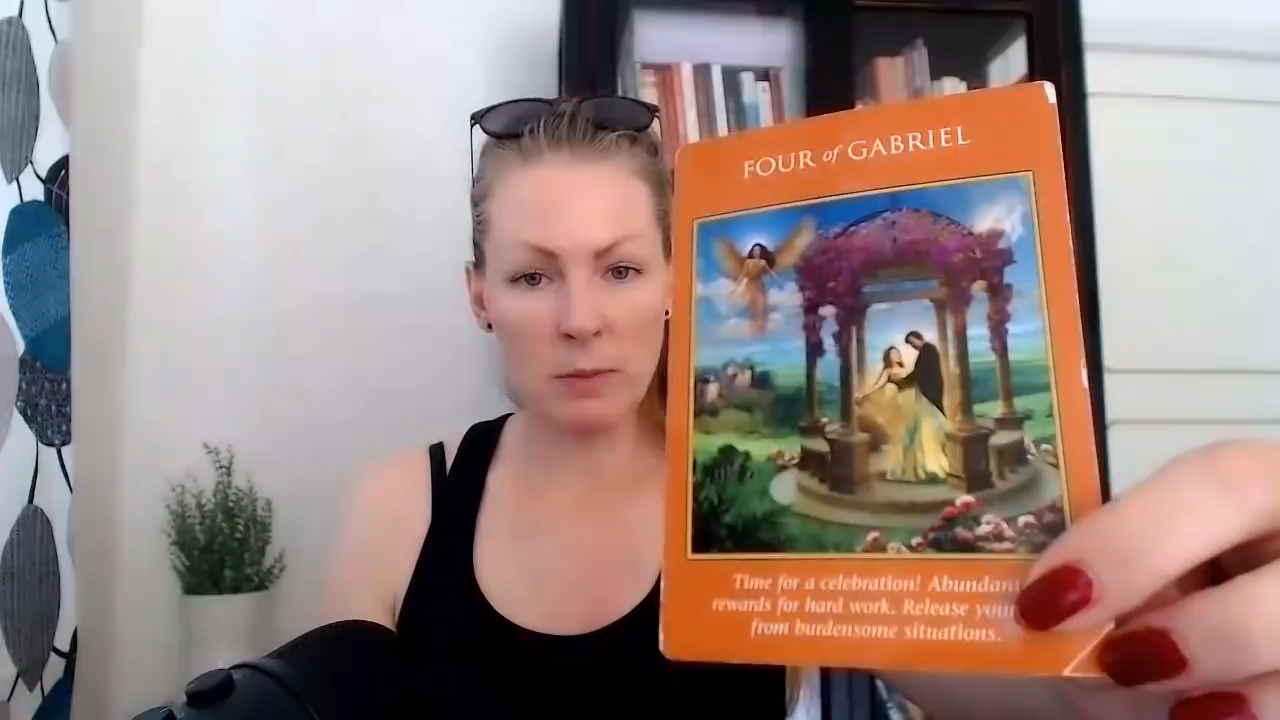 FOUR of GABRIEL
Time for a celebration! Abundant
rewards for hard work. Release your
from burdensome situations.